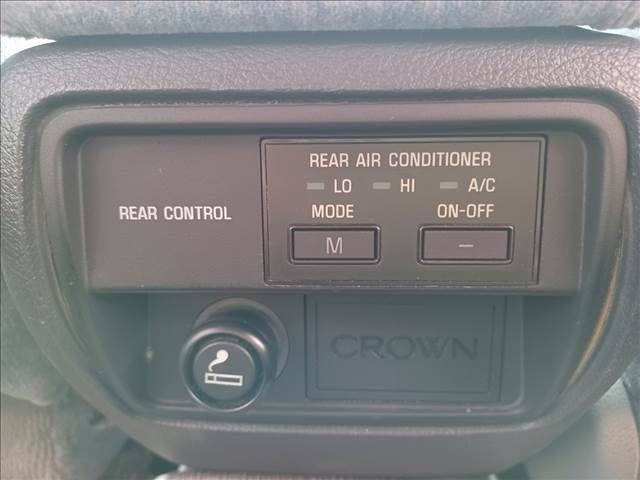 REAR AIR CONDITIONER
LO HI A/C
REAR CONTROL
MODE ON-OFF
M –
CROWN